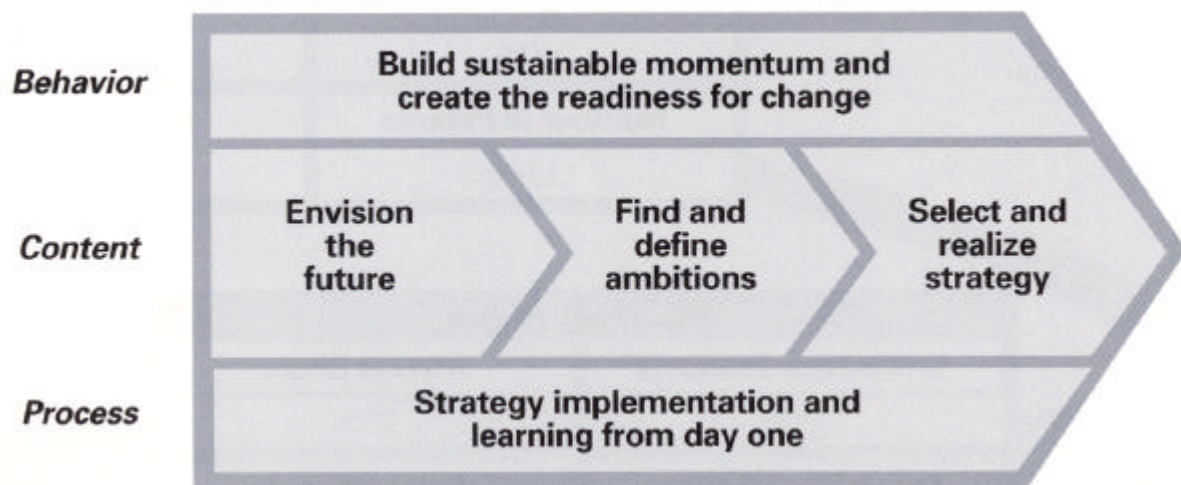 Behavior
Build sustainable momentum and
create the readiness for change
Content
Envision
the
future
Find and
define
ambitions
Select and
realize
strategy
Process
Strategy implementation and
learning from day one